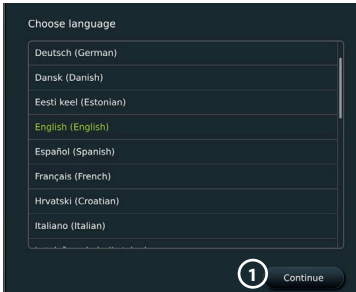 Choose language
Deutsch (German)
Dansk (Danish)
Eesti keel (Estonian)
English (English)
Español (Spanish)
Français (French)
Hrvatski (Croatian)
Italiano (Italian)
1 Continue